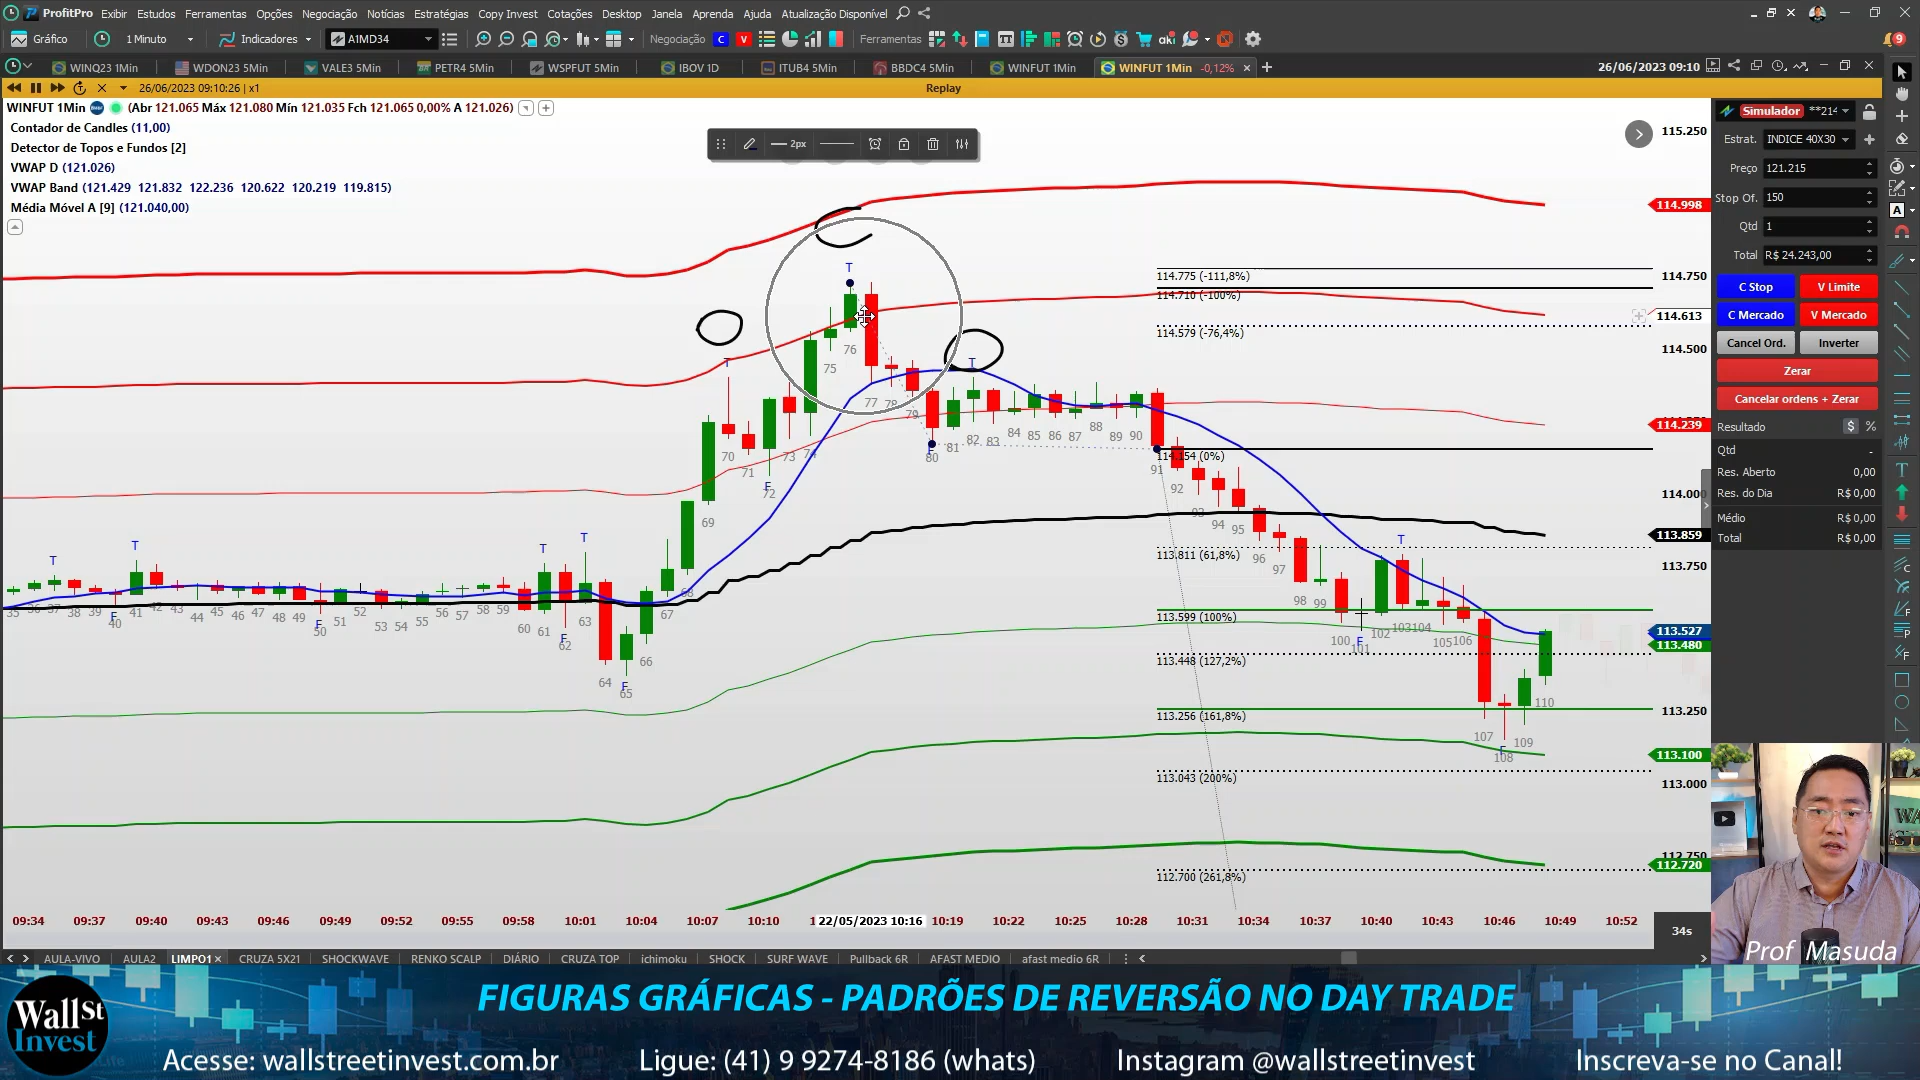 ProfitPro Exibir Estudos Ferramentas Opções Negociação Notícias Estratégias Copy Invest Cotações Desktop Janela Aprenda Ajuda Atualização Disponível
Gráfico 1 Minuto Indicadores A1MD34 Negociação C V Ferramentas aki 9
WINQ23 1Min WDON23 5Min VALE3 5Min PETR4 5Min WSPFUT 5Min IBOV 1D ITUB4 5Min BBDC4 5Min WINFUT 1Min WINFUT 1Min -0,12% 26/06/2023 09:10
26/06/2023 09:10:26 | x1 Replay
WINFUT 1Min (Abr 121.065 Máx 121.080 Mín 121.035 Fch 121.065 0,00% A 121.026)
Contador de Candles (11,00)
Detector de Topos e Fundos [2]
VWAP D (121.026)
VWAP Band (121.429 121.832 122.236 120.622 120.219 119.815)
Média Móvel A [9] (121.040,00)
2px
115.250
114.998
114.750
114.613
114.500
114.239
114.000
113.859
113.750
113.527
113.480
113.250
113.100
113.000
112.720
114.775 (-111,8%)
114.710 (-100%)
114.579 (-76,4%)
114.154 (0%)
113.811 (61,8%)
113.599 (100%)
113.448 (127,2%)
113.256 (161,8%)
113.043 (200%)
112.700 (261,8%)
Simulador **214
Estrat. INDICE 40X30
Preço 121.215
Stop Of. 150
Qtd 1
Total R$ 24.243,00
C Stop V Limite
C Mercado V Mercado
Cancel Ord. Inverter
Zerar
Cancelar ordens + Zerar
Resultado $ %
Qtd -
Res. Aberto 0,00
Res. do Dia R$ 0,00
Médio R$ 0,00
Total R$ 0,00
09:34 09:37 09:40 09:43 09:46 09:49 09:52 09:55 09:58 10:01 10:04 10:07 10:10 22/05/2023 10:16 10:19 10:22 10:25 10:28 10:31 10:34 10:37 10:40 10:43 10:46 10:49 10:52
34s
AULA-VIVO AULA2 LIMPO1 CRUZA 5X21 SHOCKWAVE RENKO SCALP DIÁRIO CRUZA TOP ichimoku SHOCK SURF WAVE Pullback 6R AFAST MEDIO afast medio 6R
Prof Masuda
FIGURAS GRÁFICAS - PADRÕES DE REVERSÃO NO DAY TRADE
Wall St Invest
Acesse: wallstreetinvest.com.br Ligue: (41) 9 9274-8186 (whats) Instagram @wallstreetinvest Inscreva-se no Canal!